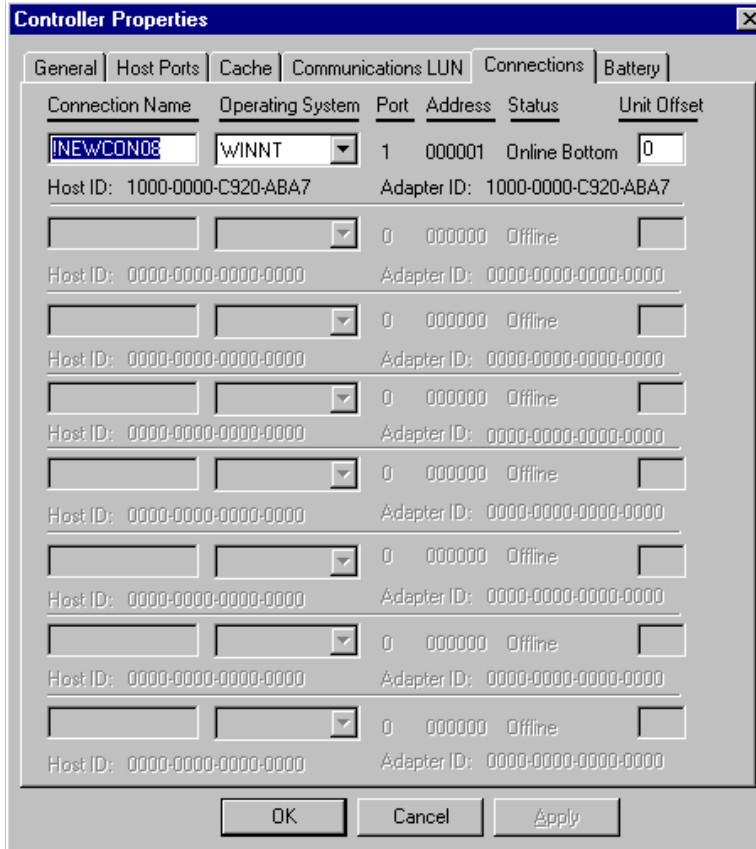 Controller Properties
General Host Ports Cache Communications LUN Connections Battery
Connection Name Operating System Port Address Status Unit Offset
!NEWCON08 WINNT 1 000001 Online Bottom 0
Host ID: 1000-0000-C920-ABA7 Adapter ID: 1000-0000-C920-ABA7
0 000000 Offline
Host ID: 0000-0000-0000-0000 Adapter ID: 0000-0000-0000-0000
0 000000 Offline
Host ID: 0000-0000-0000-0000 Adapter ID: 0000-0000-0000-0000
0 000000 Offline
Host ID: 0000-0000-0000-0000 Adapter ID: 0000-0000-0000-0000
0 000000 Offline
Host ID: 0000-0000-0000-0000 Adapter ID: 0000-0000-0000-0000
0 000000 Offline
Host ID: 0000-0000-0000-0000 Adapter ID: 0000-0000-0000-0000
0 000000 Offline
Host ID: 0000-0000-0000-0000 Adapter ID: 0000-0000-0000-0000
0 000000 Offline
Host ID: 0000-0000-0000-0000 Adapter ID: 0000-0000-0000-0000
OK Cancel Apply